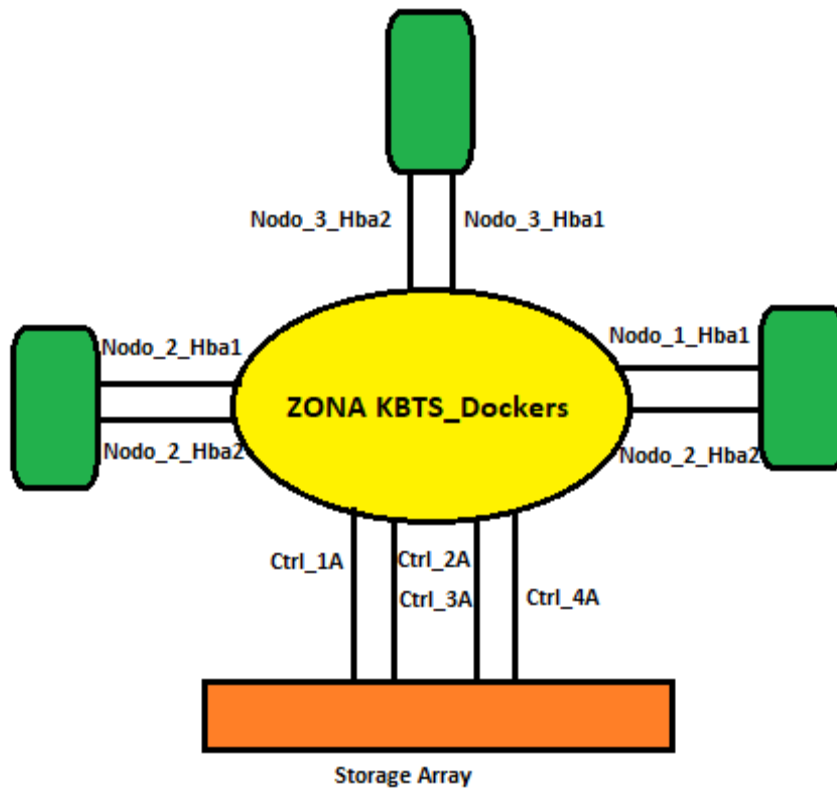 Nodo_3_Hba2
Nodo_3_Hba1
Nodo_2_Hba1
Nodo_1_Hba1
ZONA KBTS_Dockers
Nodo_2_Hba2
Nodo_2_Hba2
Ctrl_1A
Ctrl_2A
Ctrl_3A
Ctrl_4A
Storage Array